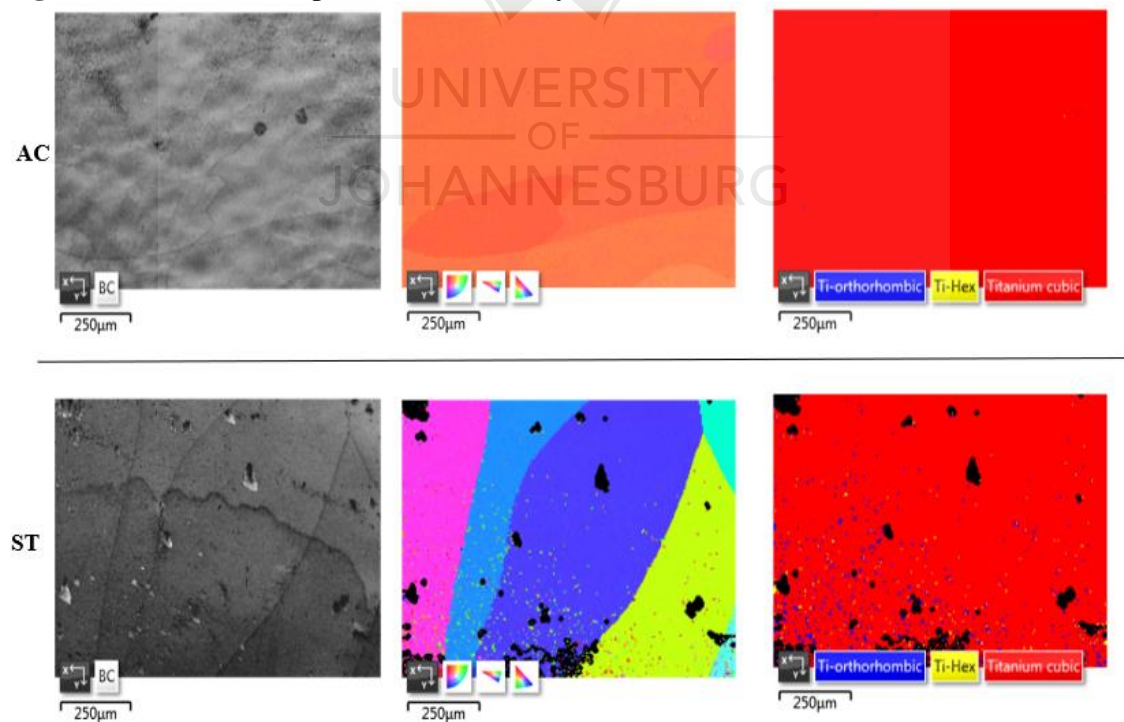 UNIVERSITY
OF
JOHANNESBURG
AC
X Y BC
250μm
X Y
250μm
X Y Ti-orthorhombic Ti-Hex Titanium cubic
250μm
ST
X Y BC
250μm
X Y
250μm
X Y Ti-orthorhombic Ti-Hex Titanium cubic
250μm